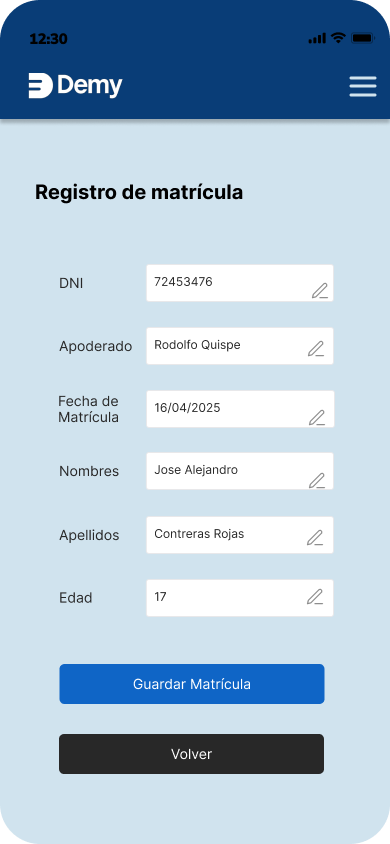 12:30
Demy
Registro de matrícula
DNI
72453476
Apoderado
Rodolfo Quispe
Fecha de
Matrícula
16/04/2025
Nombres
Jose Alejandro
Apellidos
Contreras Rojas
Edad
17
Guardar Matrícula
Volver